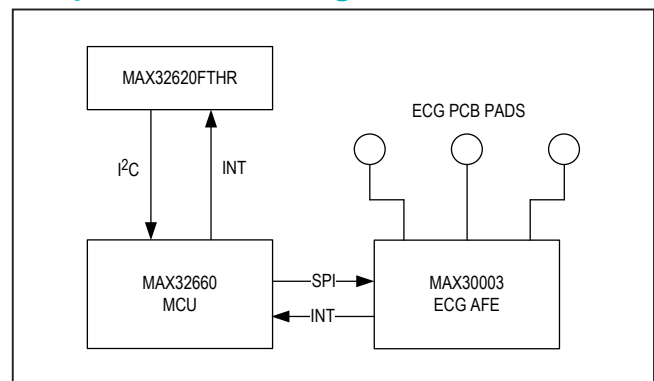 MAX32620FTHR
ECG PCB PADS
I²C
INT
MAX32660
MCU
SPI
INT
MAX30003
ECG AFE